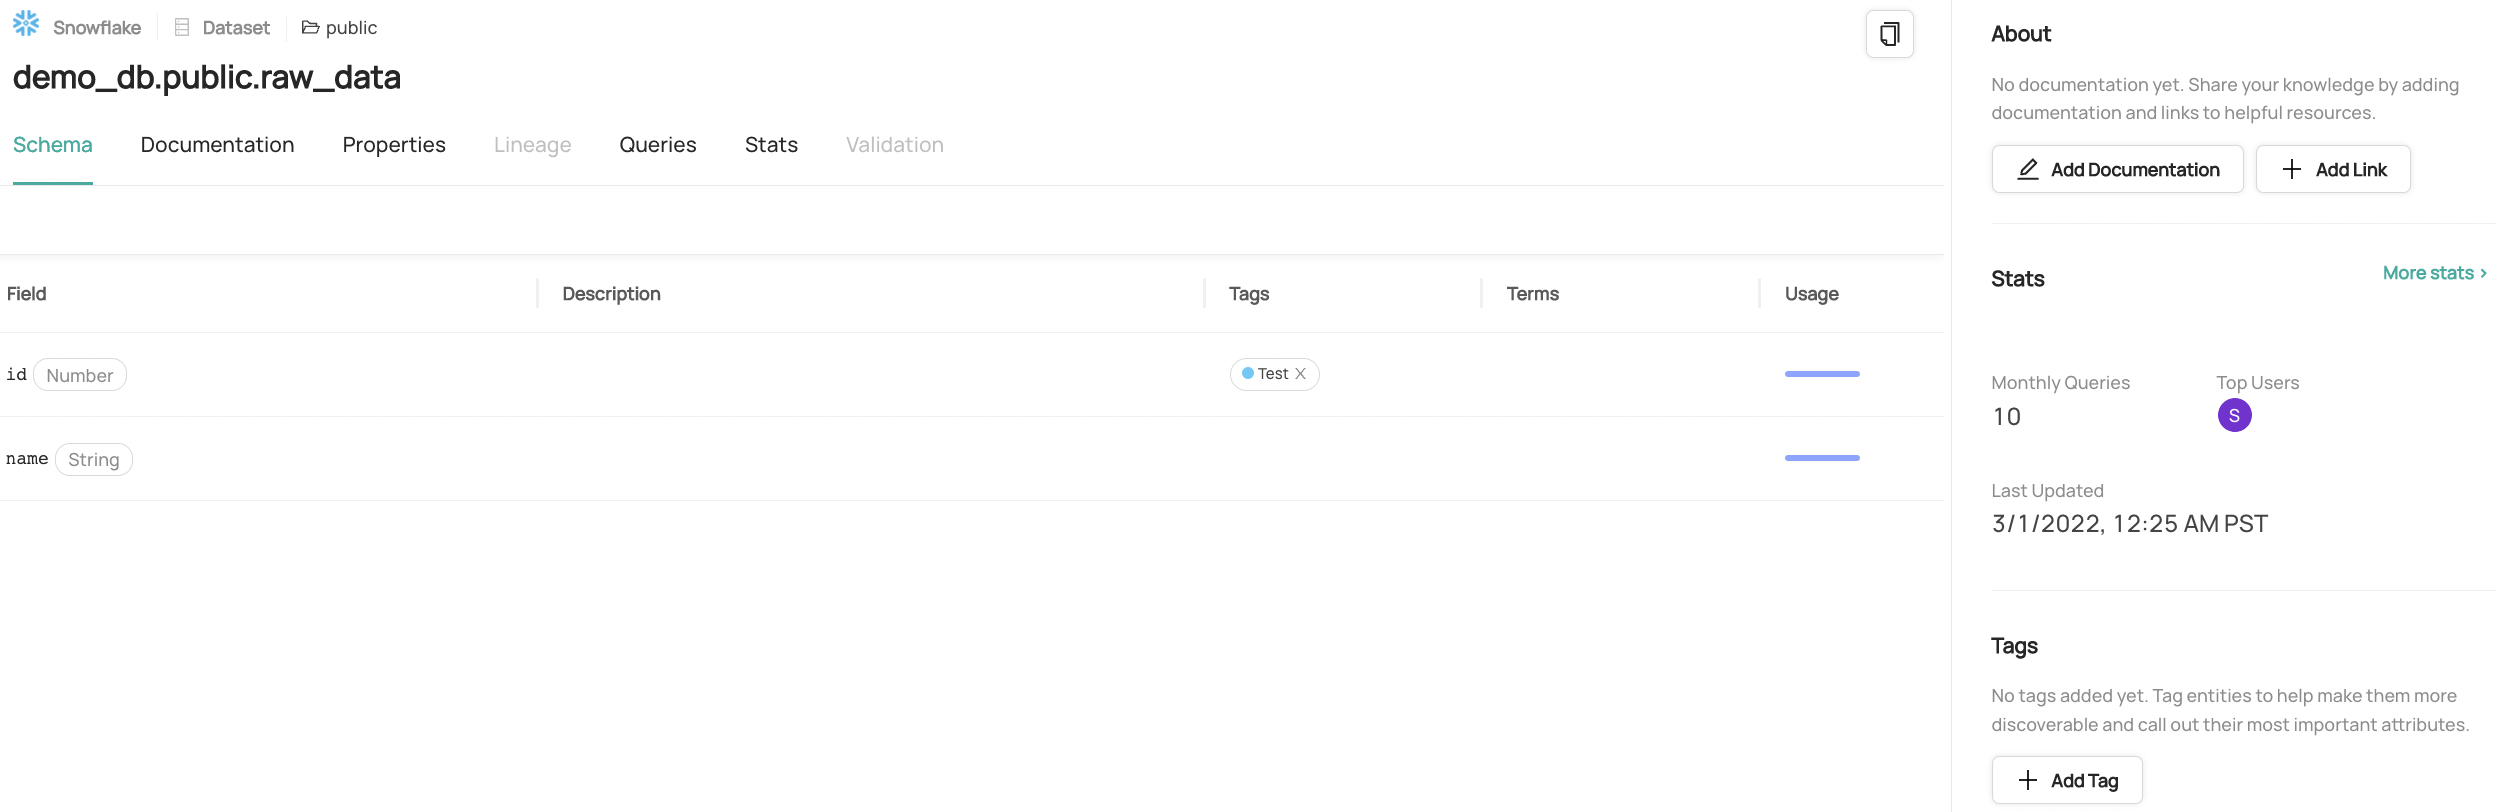 Snowflake Dataset public
demo_db.public.raw_data
Schema Documentation Properties Lineage Queries Stats Validation
Field Description Tags Terms Usage
id Number Test X
name String
About
No documentation yet. Share your knowledge by adding
documentation and links to helpful resources.
Add Documentation + Add Link
Stats More stats >
Monthly Queries Top Users
10 S
Last Updated
3/1/2022, 12:25 AM PST
Tags
No tags added yet. Tag entities to help make them more
discoverable and call out their most important attributes.
+ Add Tag